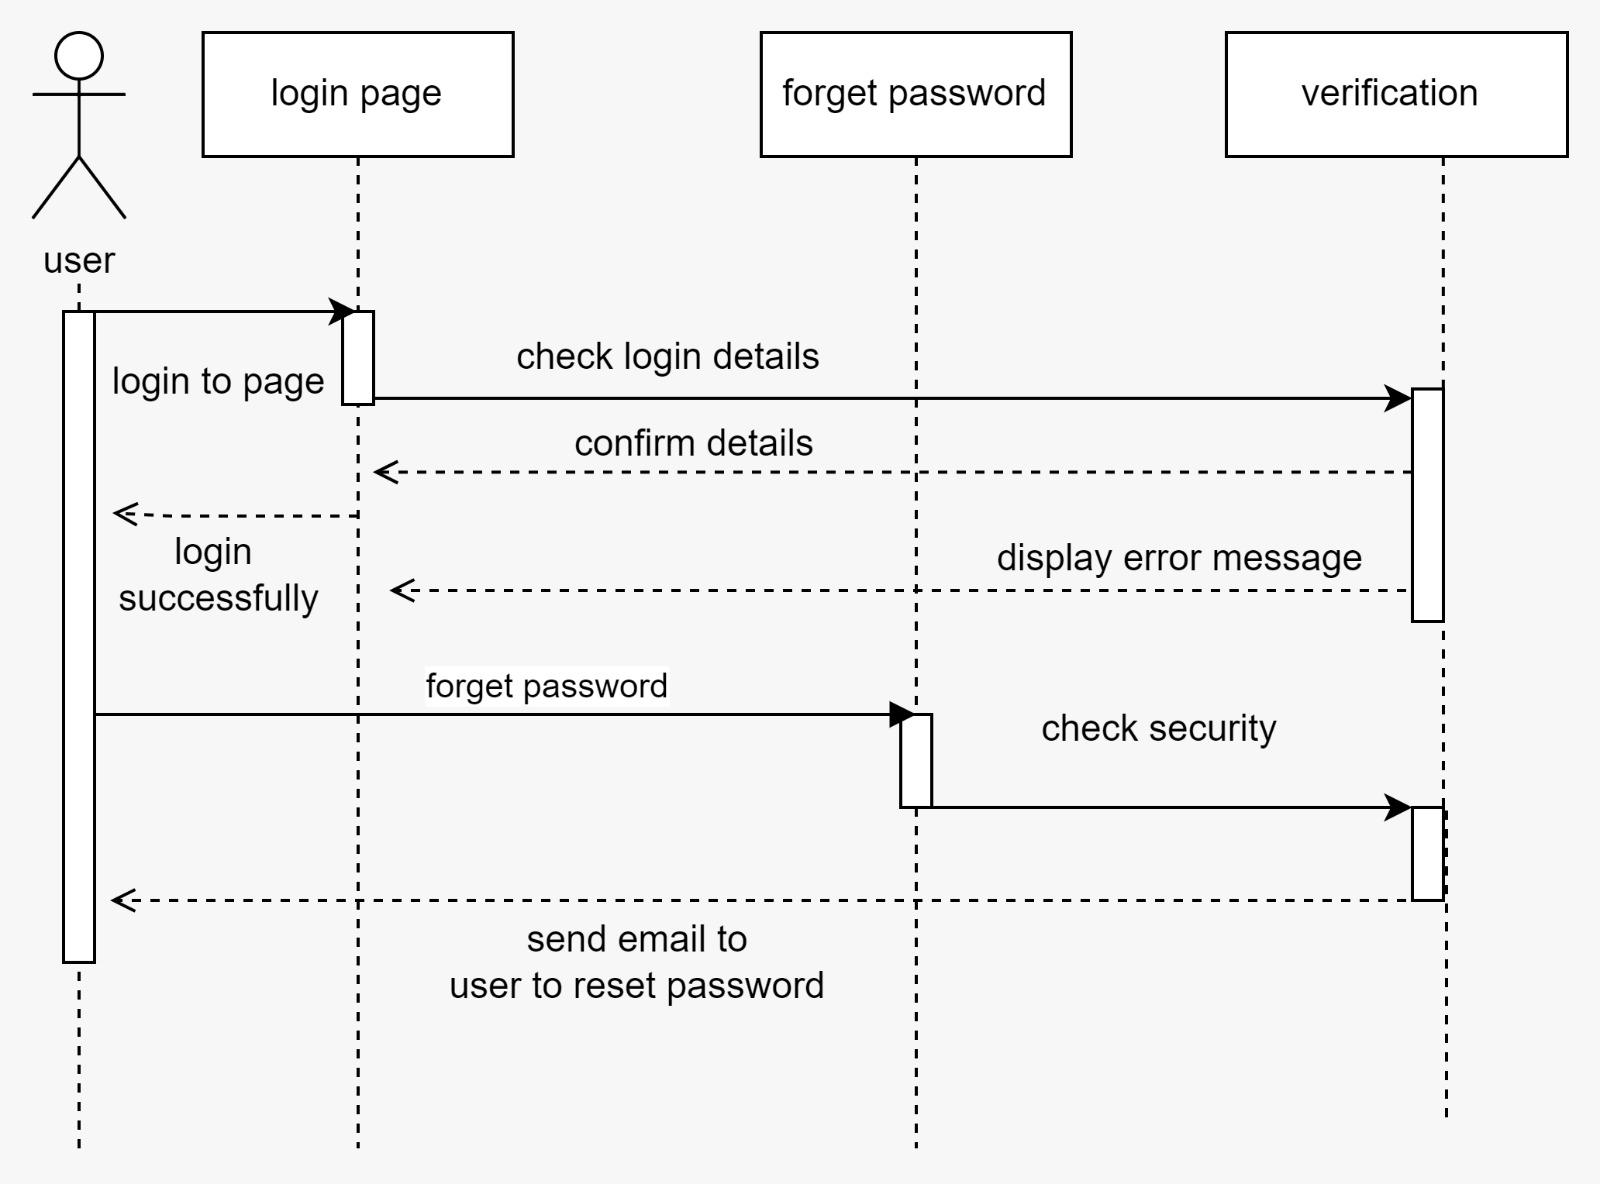 login page
forget password
verification
user
login to page
check login details
confirm details
login
successfully
display error message
forget password
check security
send email to
user to reset password